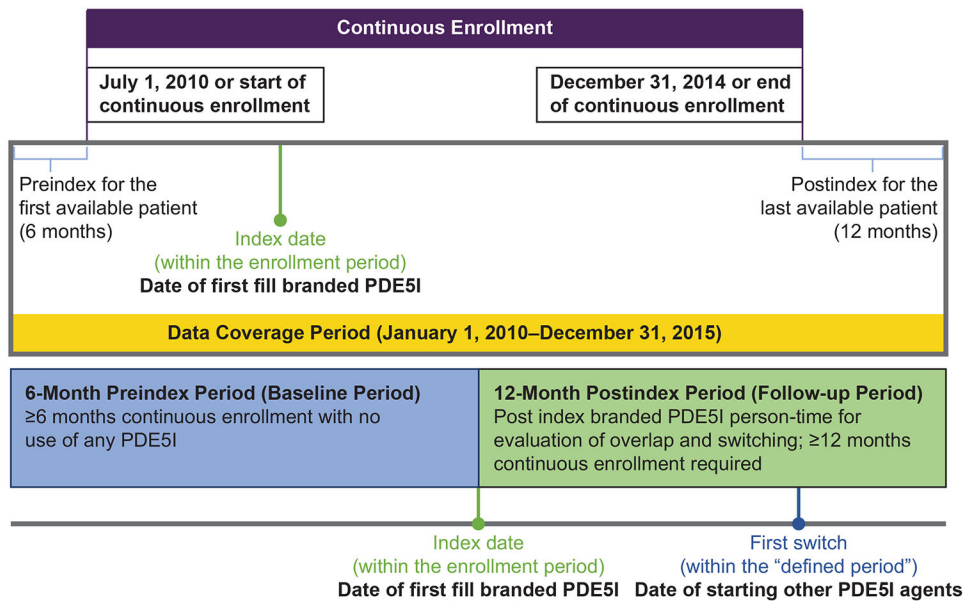 Continuous Enrollment
July 1, 2010 or start of
continuous enrollment
December 31, 2014 or end
of continuous enrollment
Preindex for the
first available patient
(6 months)
Index date
(within the enrollment period)
Date of first fill branded PDE5I
Postindex for the
last available patient
(12 months)
Data Coverage Period (January 1, 2010–December 31, 2015)
6-Month Preindex Period (Baseline Period)
≥6 months continuous enrollment with no
use of any PDE5I
12-Month Postindex Period (Follow-up Period)
Post index branded PDE5I person-time for
evaluation of overlap and switching; ≥12 months
continuous enrollment required
Index date
(within the enrollment period)
Date of first fill branded PDE5I
First switch
(within the “defined period”)
Date of starting other PDE5I agents